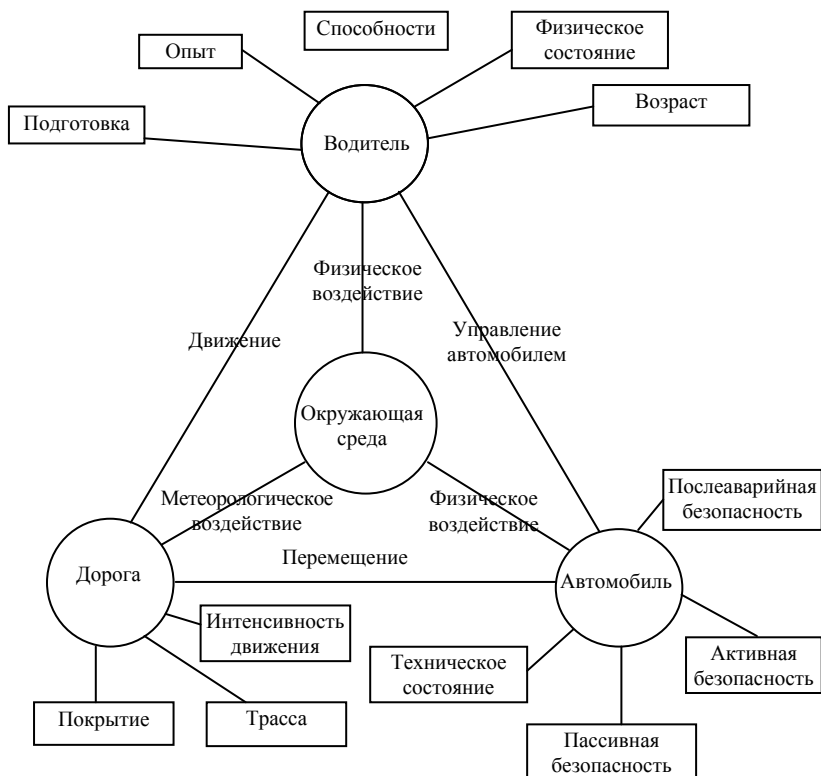 Способности
Физическое
состояние
Опыт
Возраст
Подготовка
Водитель
Физическое
воздействие
Движение
Управление
автомобилем
Окружающая
среда
Послеаварийная
безопасность
Метеорологическое
воздействие
Физическое
воздействие
Перемещение
Дорога
Автомобиль
Интенсивность
движения
Техническое
состояние
Активная
безопасность
Покрытие
Трасса
Пассивная
безопасность